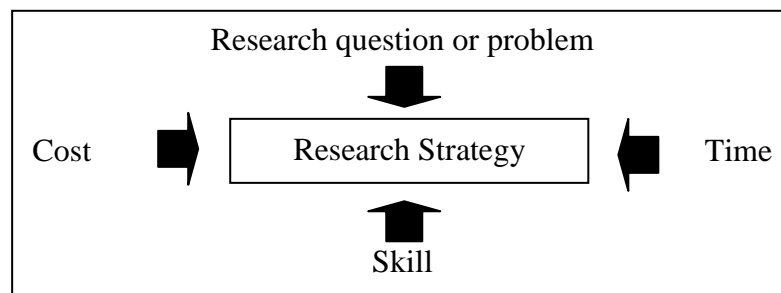 Research question or problem
Cost
Research Strategy
Time
Skill